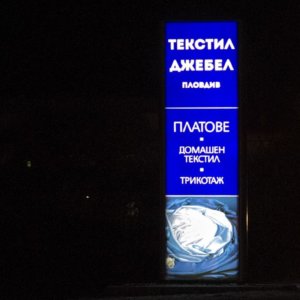 ТЕКСТИЛ
ДЖЕБЕЛ
ПЛОВДИВ
ПЛАТОВЕ
ДОМАШЕН
ТЕКСТИЛ
ТРИКОТАЖ